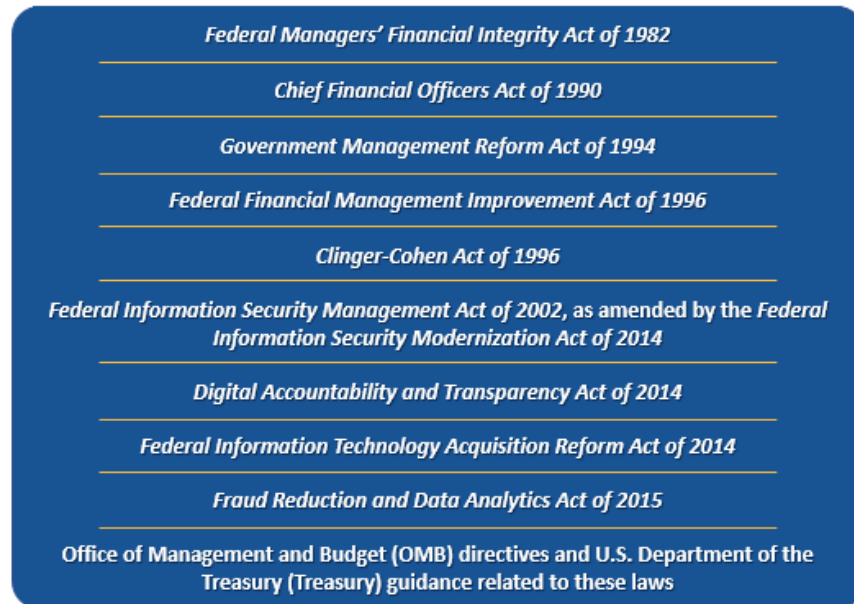 Federal Managers’ Financial Integrity Act of 1982
Chief Financial Officers Act of 1990
Government Management Reform Act of 1994
Federal Financial Management Improvement Act of 1996
Clinger-Cohen Act of 1996
Federal Information Security Management Act of 2002, as amended by the Federal
Information Security Modernization Act of 2014
Digital Accountability and Transparency Act of 2014
Federal Information Technology Acquisition Reform Act of 2014
Fraud Reduction and Data Analytics Act of 2015
Office of Management and Budget (OMB) directives and U.S. Department of the
Treasury (Treasury) guidance related to these laws